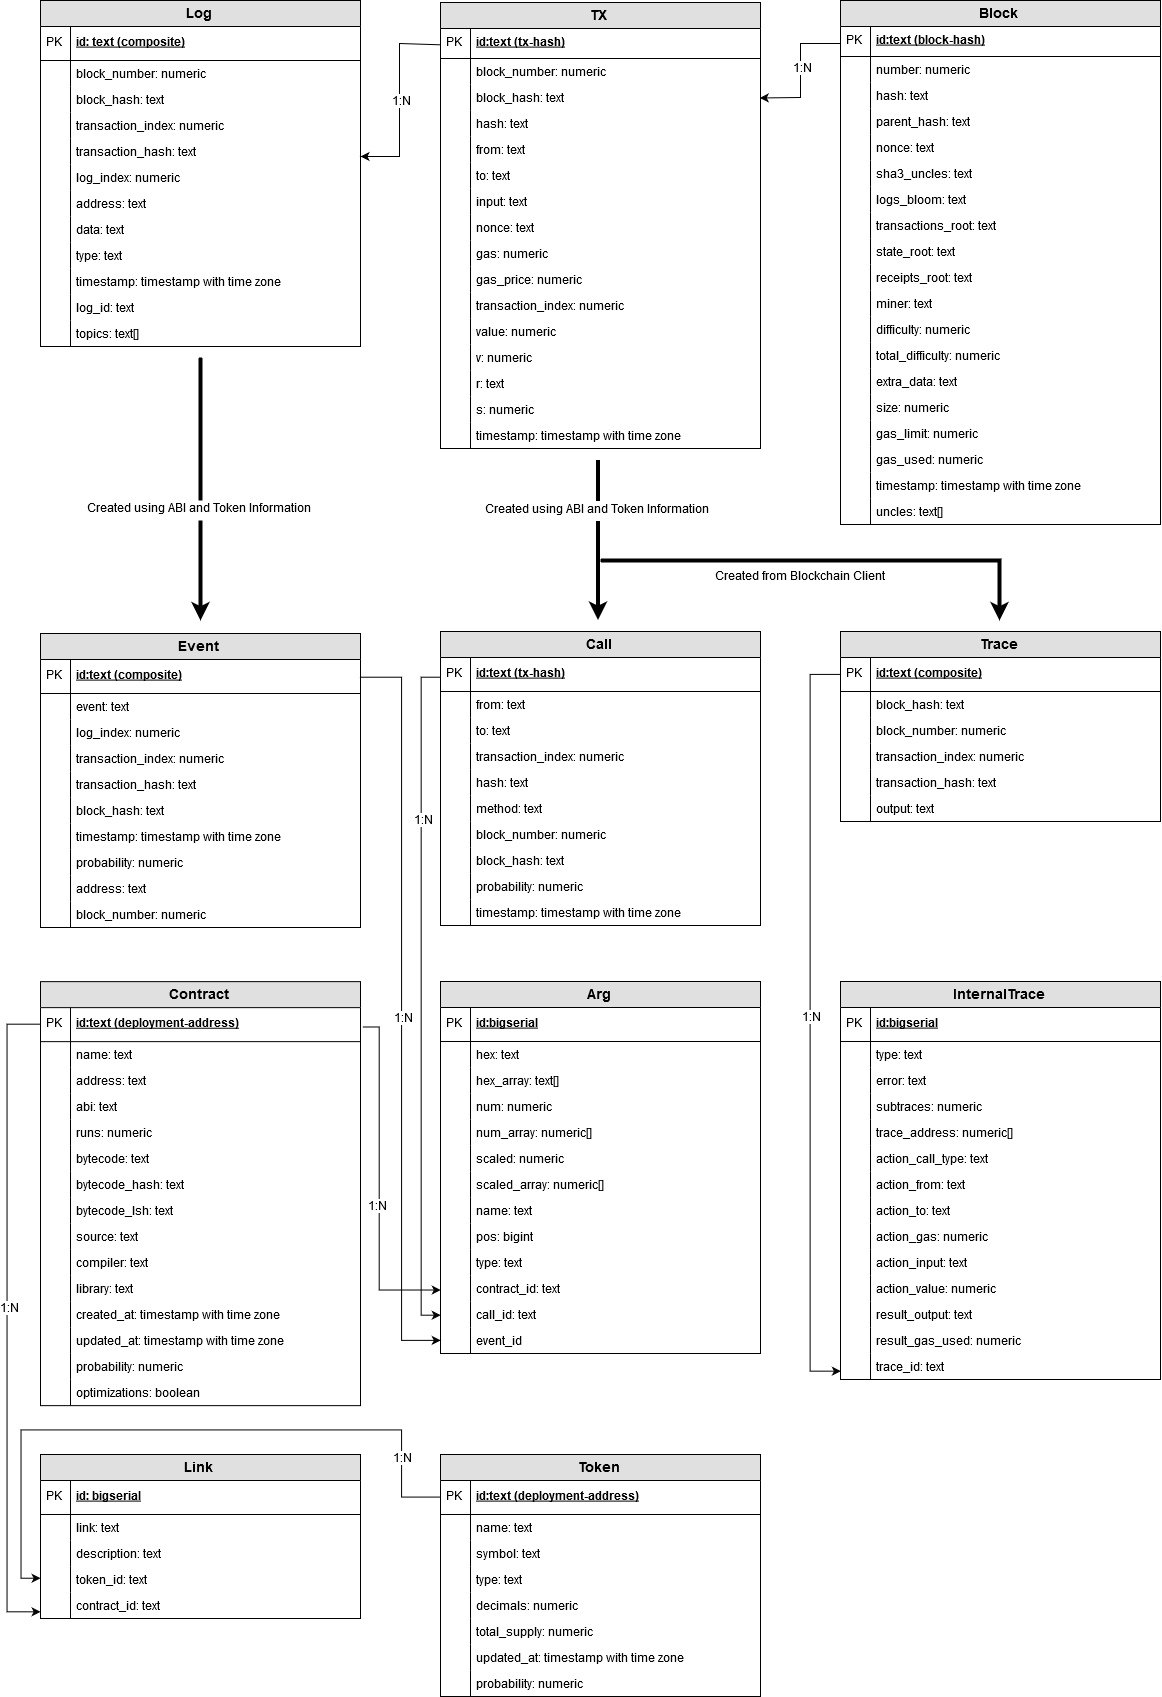 Log
PK
id: text (composite)
block_number: numeric
block_hash: text
transaction_index: numeric
transaction_hash: text
log_index: numeric
address: text
data: text
type: text
timestamp: timestamp with time zone
log_id: text
topics: text[]
1:N
TX
PK
id:text (tx-hash)
block_number: numeric
block_hash: text
hash: text
from: text
to: text
input: text
nonce: text
gas: numeric
gas_price: numeric
transaction_index: numeric
value: numeric
v: numeric
r: text
s: numeric
timestamp: timestamp with time zone
1:N
Block
PK
id:text (block-hash)
number: numeric
hash: text
parent_hash: text
nonce: text
sha3_uncles: text
logs_bloom: text
transactions_root: text
state_root: text
receipts_root: text
miner: text
difficulty: numeric
total_difficulty: numeric
extra_data: text
size: numeric
gas_limit: numeric
gas_used: numeric
timestamp: timestamp with time zone
uncles: text[]
Created using ABI and Token Information
Created using ABI and Token Information
Created from Blockchain Client
Event
PK
id:text (composite)
event: text
log_index: numeric
transaction_index: numeric
transaction_hash: text
block_hash: text
timestamp: timestamp with time zone
probability: numeric
address: text
block_number: numeric
1:N
Call
PK
id:text (tx-hash)
from: text
to: text
transaction_index: numeric
hash: text
method: text
block_number: numeric
block_hash: text
probability: numeric
timestamp: timestamp with time zone
Trace
PK
id:text (composite)
block_hash: text
block_number: numeric
transaction_index: numeric
transaction_hash: text
output: text
Contract
PK
id:text (deployment-address)
name: text
address: text
abi: text
runs: numeric
bytecode: text
bytecode_hash: text
bytecode_lsh: text
source: text
compiler: text
library: text
created_at: timestamp with time zone
updated_at: timestamp with time zone
probability: numeric
optimizations: boolean
1:N
1:N
1:N
Arg
PK
id:bigserial
hex: text
hex_array: text[]
num: numeric
num_array: numeric[]
scaled: numeric
scaled_array: numeric[]
name: text
pos: bigint
type: text
contract_id: text
call_id: text
event_id
1:N
InternalTrace
PK
id:bigserial
type: text
error: text
subtraces: numeric
trace_address: numeric[]
action_call_type: text
action_from: text
action_to: text
action_gas: numeric
action_input: text
action_value: numeric
result_output: text
result_gas_used: numeric
trace_id: text
1:N
Link
PK
id: bigserial
link: text
description: text
token_id: text
contract_id: text
Token
PK
id:text (deployment-address)
name: text
symbol: text
type: text
decimals: numeric
total_supply: numeric
updated_at: timestamp with time zone
probability: numeric